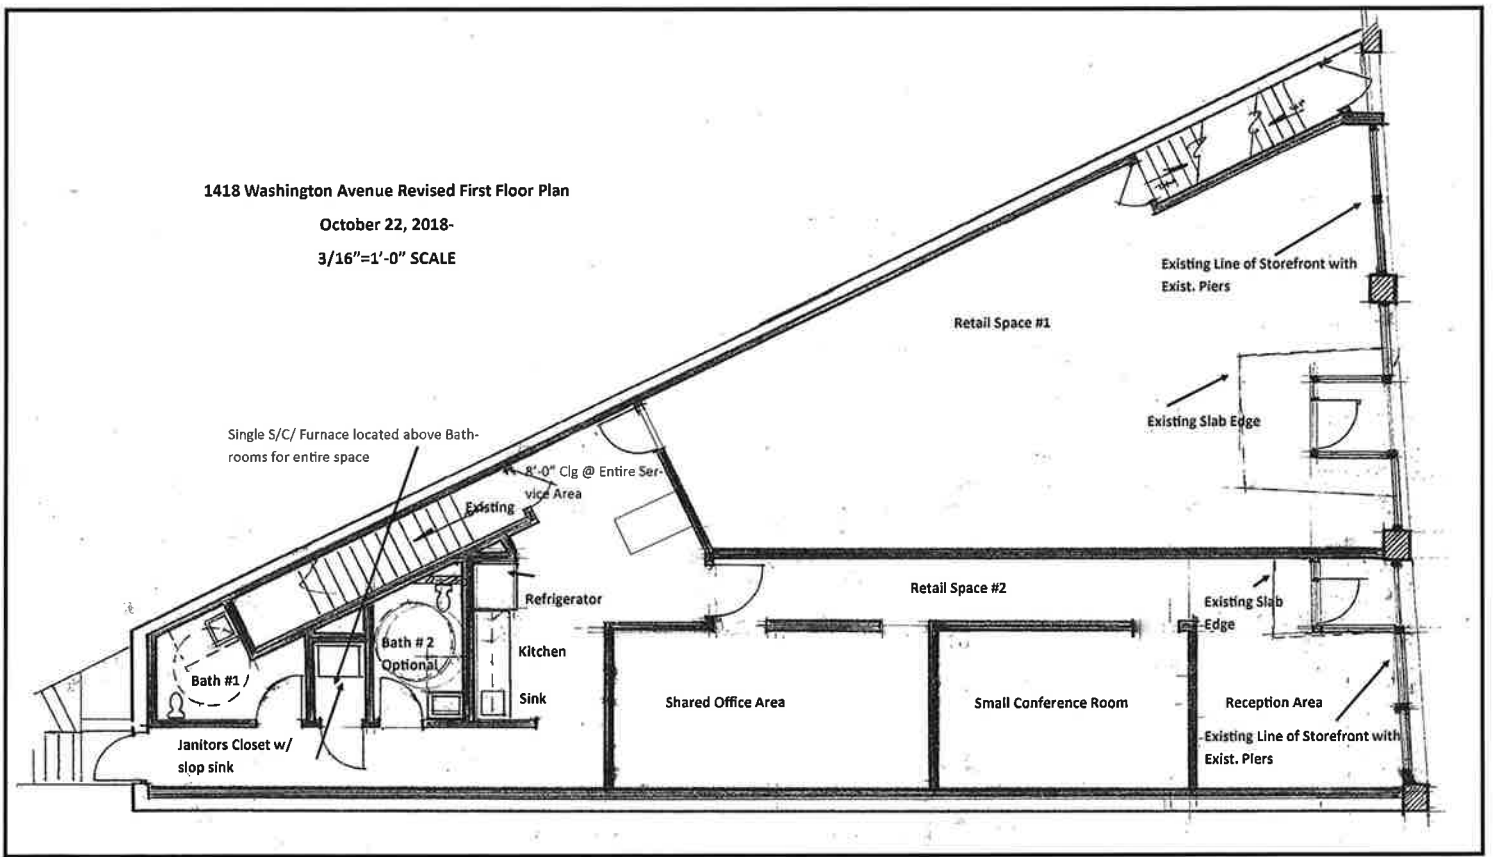 1418 Washington Avenue Revised First Floor Plan
October 22, 2018-
3/16"=1'-0" SCALE
Existing Line of Storefront with
Exist. Piers
Retail Space #1
Existing Slab Edge
Single S/C/ Furnace located above Bath-
rooms for entire space
8'-0" Clg @ Entire Ser-
vice Area
Existing
Retail Space #2
Refrigerator
Existing Slab
Edge
Bath # 2
Optional
Kitchen
Bath #1
Sink
Shared Office Area
Small Conference Room
Reception Area
Existing Line of Storefront with
Exist. Piers
Janitors Closet w/
slop sink